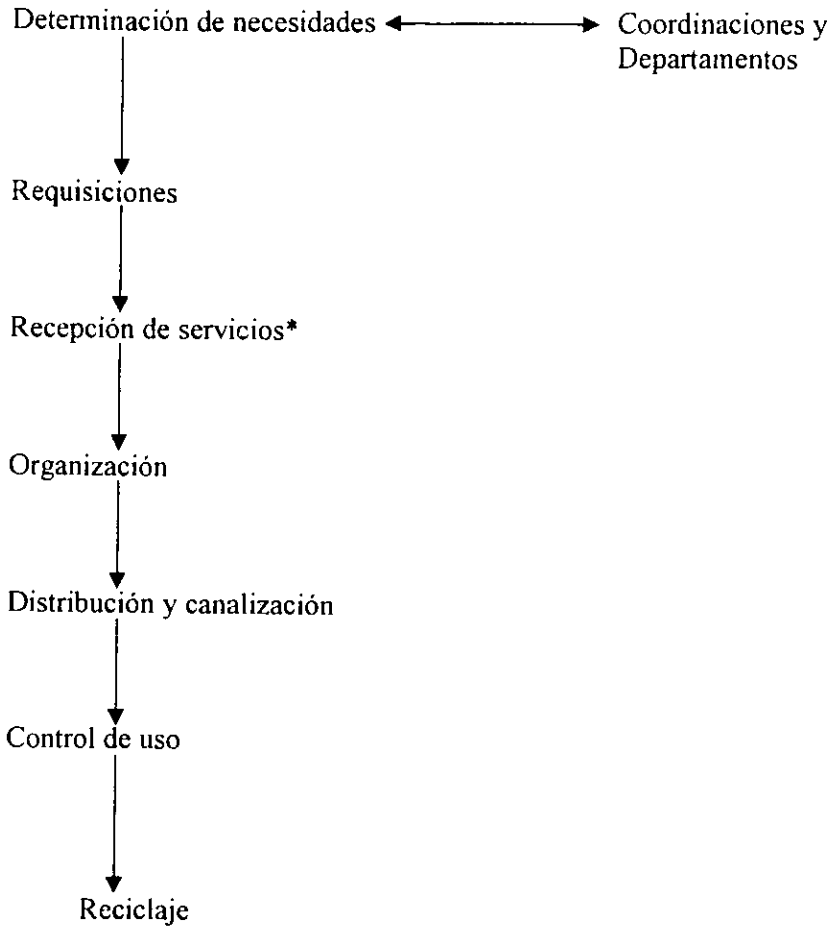 Determinación de necesidades
Coordinaciones y
Departamentos
Requisiciones
Recepción de servicios*
Organización
Distribución y canalización
Control de uso
Reciclaje